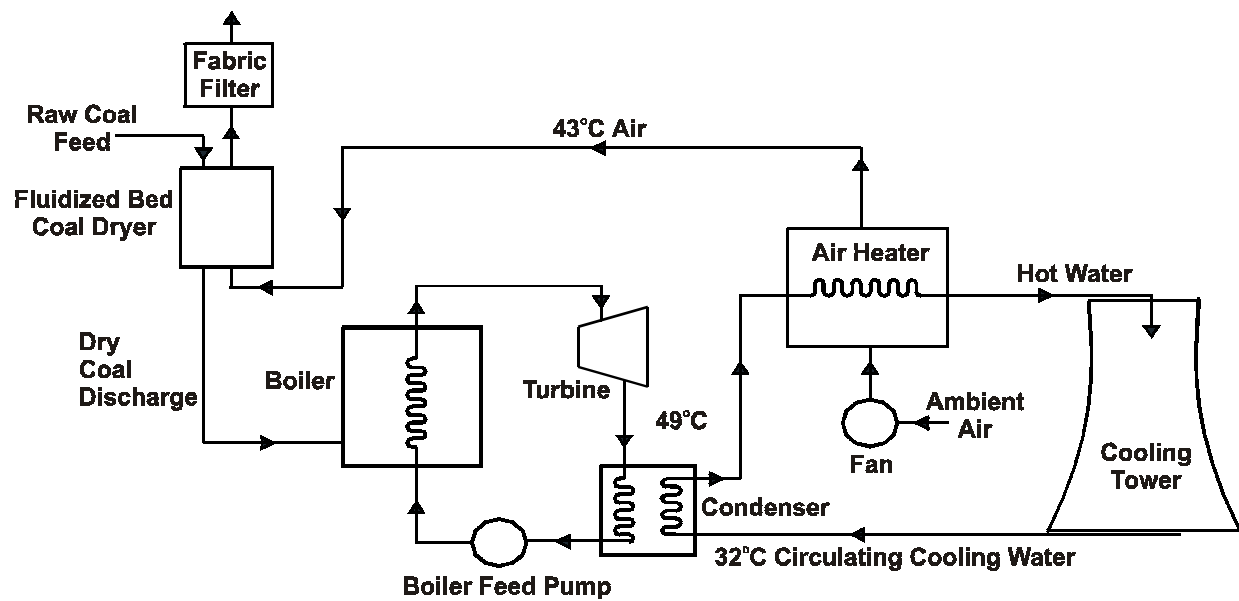 Fabric
Filter
Raw Coal
Feed
43°C Air
Fluidized Bed
Coal Dryer
Air Heater
Hot Water
Dry
Coal
Discharge
Boiler
Turbine
49°C
Ambient
Air
Fan
Cooling
Tower
Condenser
32°C Circulating Cooling Water
Boiler Feed Pump